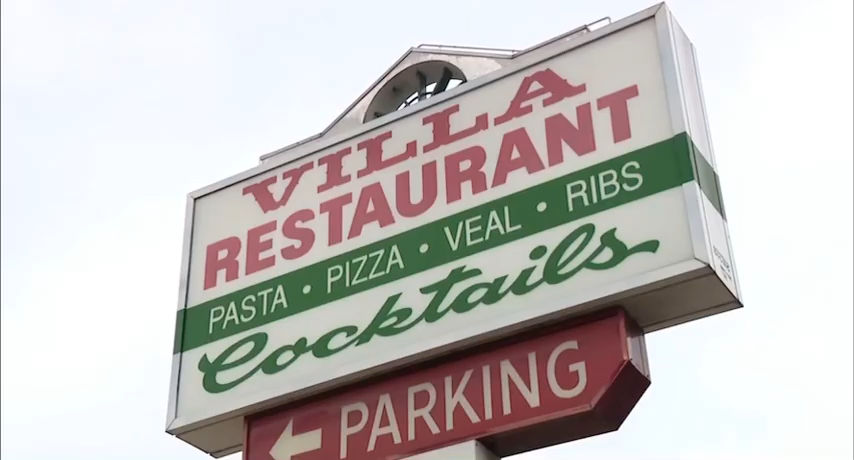 VILLA
RESTAURANT
PASTA • PIZZA • VEAL • RIBS
Cocktails
PARKING